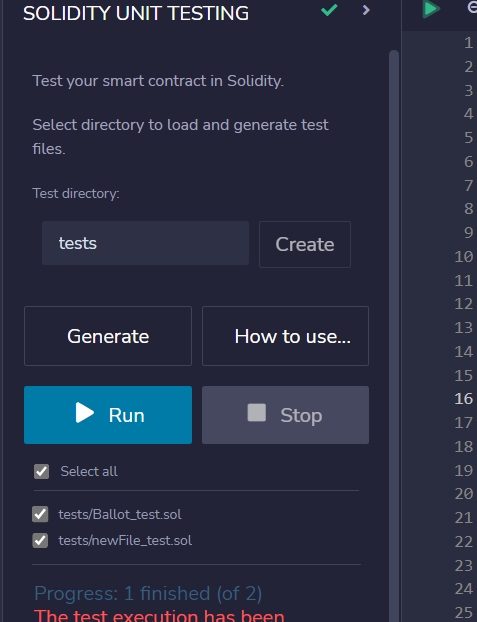 SOLIDITY UNIT TESTING
Test your smart contract in Solidity.
Select directory to load and generate test
files.
Test directory:
tests
Create
Generate
How to use...
Run
Stop
Select all
tests/Ballot_test.sol
tests/newFile_test.sol
Progress: 1 finished (of 2)
The test execution has been
1
2
3
4
5
6
7
8
9
10
11
12
13
14
15
16
17
18
19
20
21
22
23
24
25